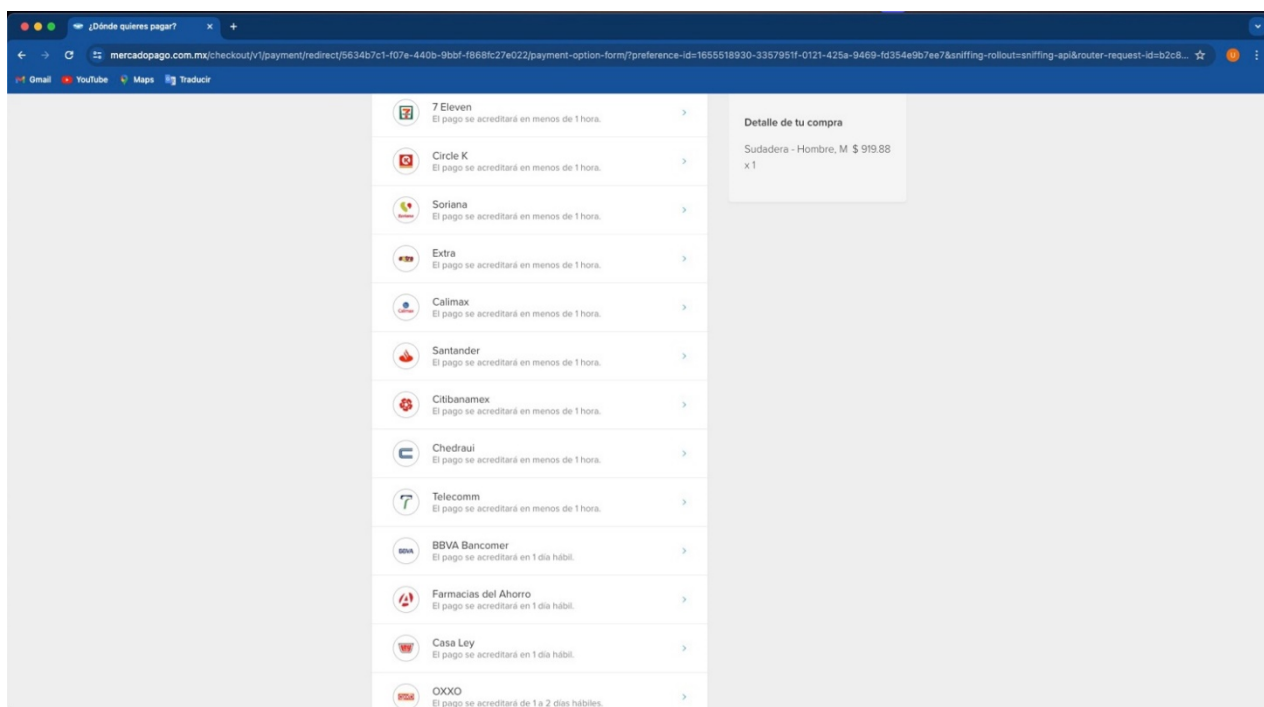 ¿Dónde quieres pagar?
mercadopago.com.mx/checkout/v1/payment/redirect/5634b7c1-f07e-440b-9bbf-f868fc27e022/payment-option-form/?preference-id=1655518930-3357951f-0121-425a-9469-fd354e9b7ee7&sniffing-rollout=sniffing-api&router-request-id=b2c8...
U
Gmail YouTube Maps Traducir
7 Eleven
El pago se acreditará en menos de 1 hora.
Circle K
El pago se acreditará en menos de 1 hora.
Soriana
El pago se acreditará en menos de 1 hora.
Extra
El pago se acreditará en menos de 1 hora.
Calimax
El pago se acreditará en menos de 1 hora.
Santander
El pago se acreditará en menos de 1 hora.
Citibanamex
El pago se acreditará en menos de 1 hora.
Chedraui
El pago se acreditará en menos de 1 hora.
Telecomm
El pago se acreditará en menos de 1 hora.
BBVA
BBVA Bancomer
El pago se acreditará en 1 día hábil.
Farmacias del Ahorro
El pago se acreditará en 1 día hábil.
Casa Ley
El pago se acreditará en 1 día hábil.
OXXO
El pago se acreditará de 1 a 2 días hábiles.
Detalle de tu compra
Sudadera - Hombre, M $ 919.88
x 1